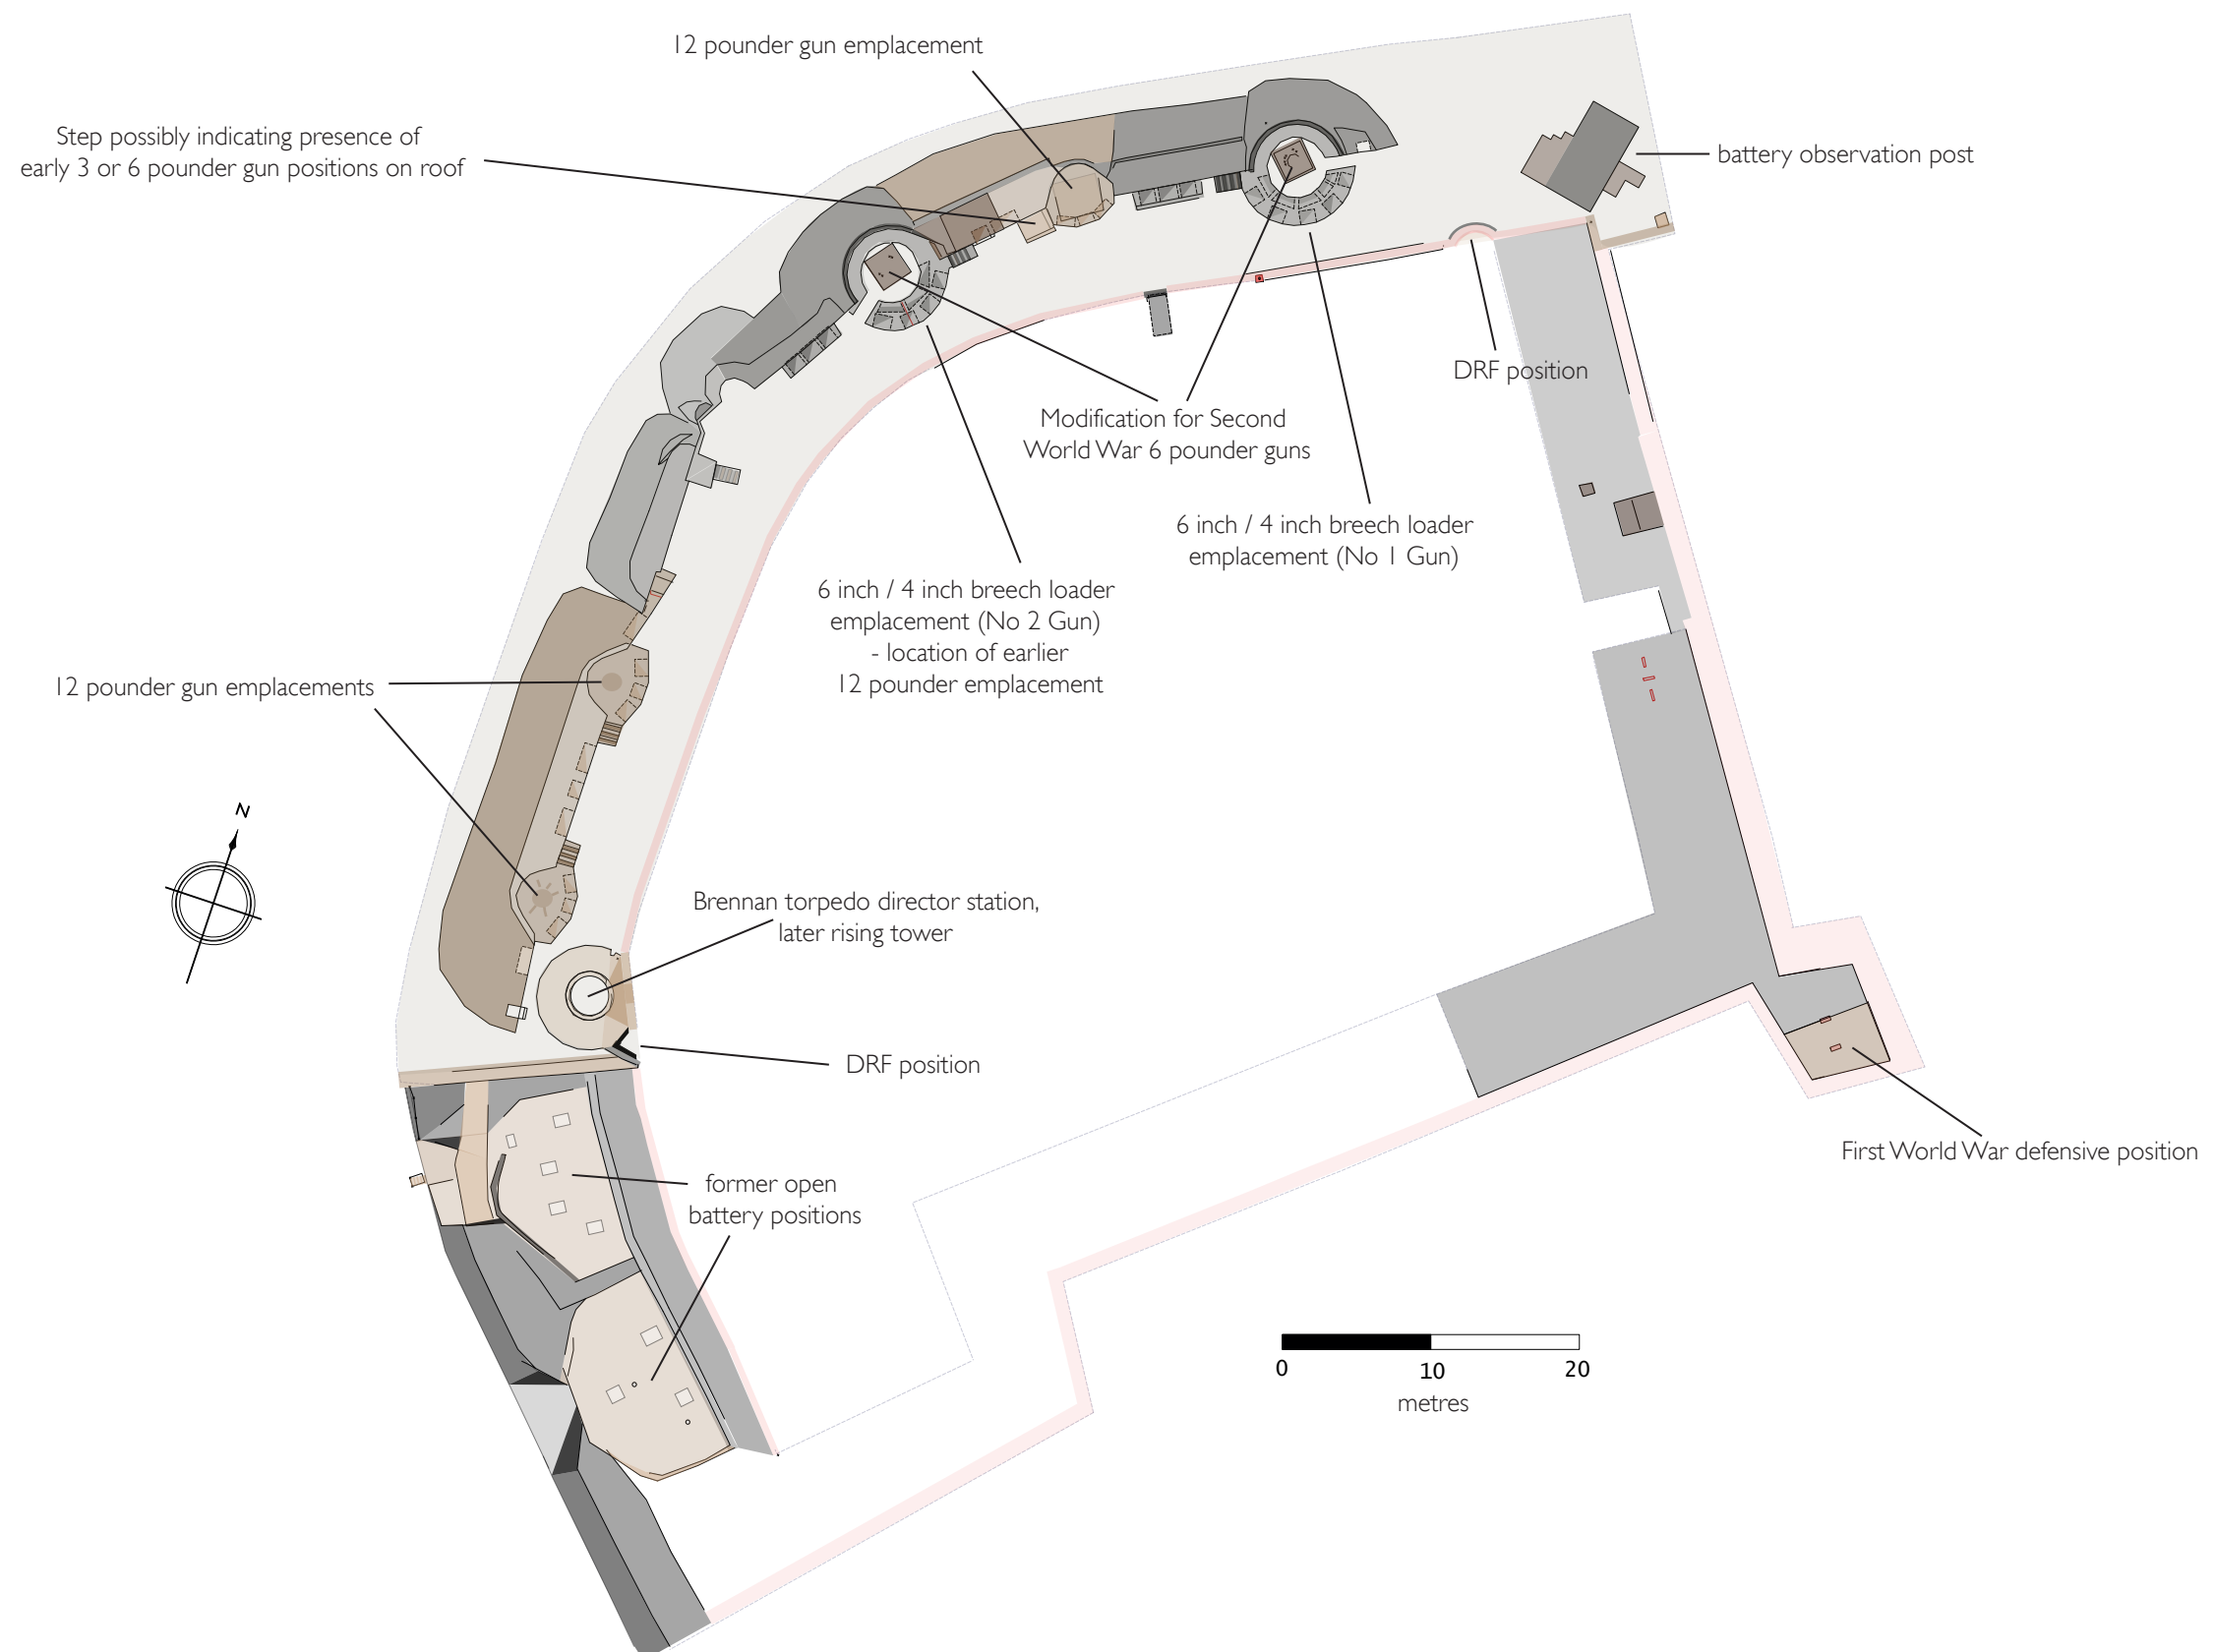 12 pounder gun emplacement
Step possibly indicating presence of
early 3 or 6 pounder gun positions on roof
battery observation post
DRF position
Modification for Second
World War 6 pounder guns
6 inch / 4 inch breech loader
emplacement (No 1 Gun)
6 inch / 4 inch breech loader
emplacement (No 2 Gun)
- location of earlier
12 pounder emplacement
12 pounder gun emplacements
N
Brennan torpedo director station,
later rising tower
DRF position
First World War defensive position
former open
battery positions
0 10 20
metres